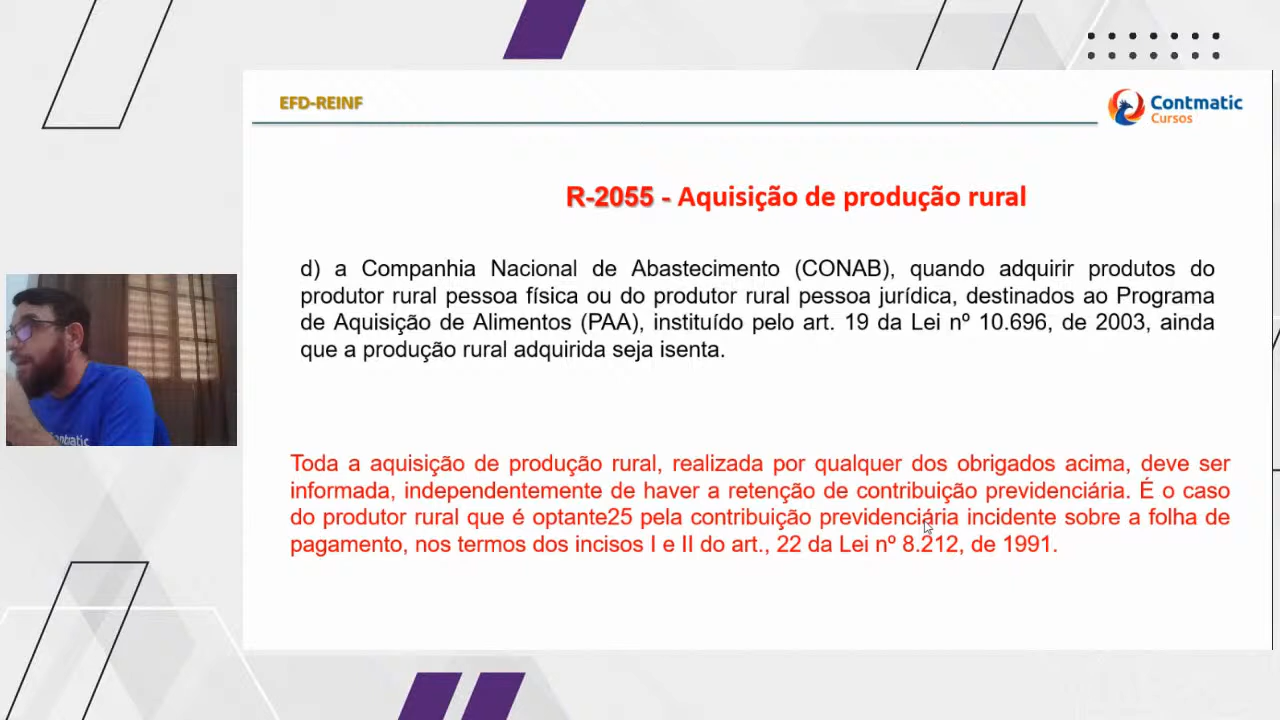 EFD-REINF
Contmatic
Cursos
R-2055 - Aquisição de produção rural
d) a Companhia Nacional de Abastecimento (CONAB), quando adquirir produtos do
produtor rural pessoa física ou do produtor rural pessoa jurídica, destinados ao Programa
de Aquisição de Alimentos (PAA), instituído pelo art. 19 da Lei nº 10.696, de 2003, ainda
que a produção rural adquirida seja isenta.
Toda a aquisição de produção rural, realizada por qualquer dos obrigados acima, deve ser
informada, independentemente de haver a retenção de contribuição previdenciária. É o caso
do produtor rural que é optante25 pela contribuição previdenciária incidente sobre a folha de
pagamento, nos termos dos incisos I e II do art., 22 da Lei nº 8.212, de 1991.